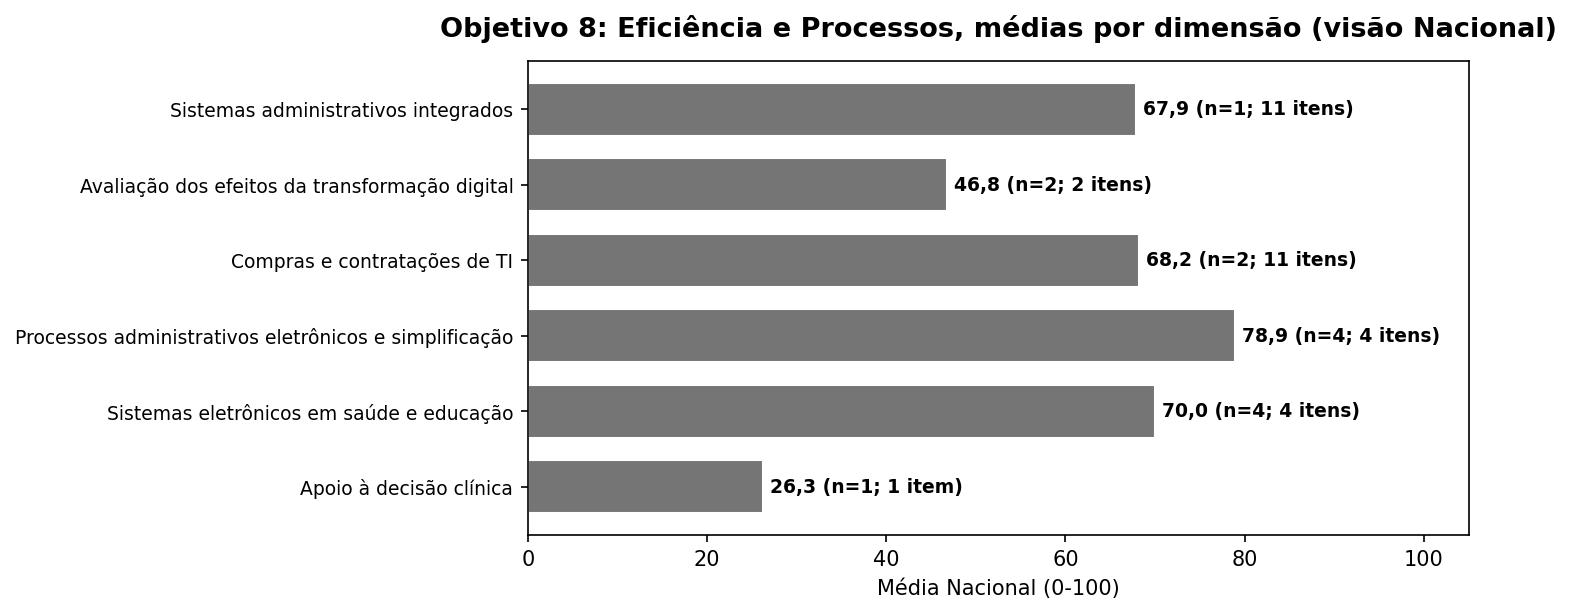 Objetivo 8: Eficiência e Processos, médias por dimensão (visão Nacional)
Sistemas administrativos integrados 67,9 (n=1; 11 itens)
Avaliação dos efeitos da transformação digital 46,8 (n=2; 2 itens)
Compras e contratações de TI 68,2 (n=2; 11 itens)
Processos administrativos eletrônicos e simplificação 78,9 (n=4; 4 itens)
Sistemas eletrônicos em saúde e educação 70,0 (n=4; 4 itens)
Apoio à decisão clínica 26,3 (n=1; 1 item)
0 20 40 60 80 100
Média Nacional (0-100)